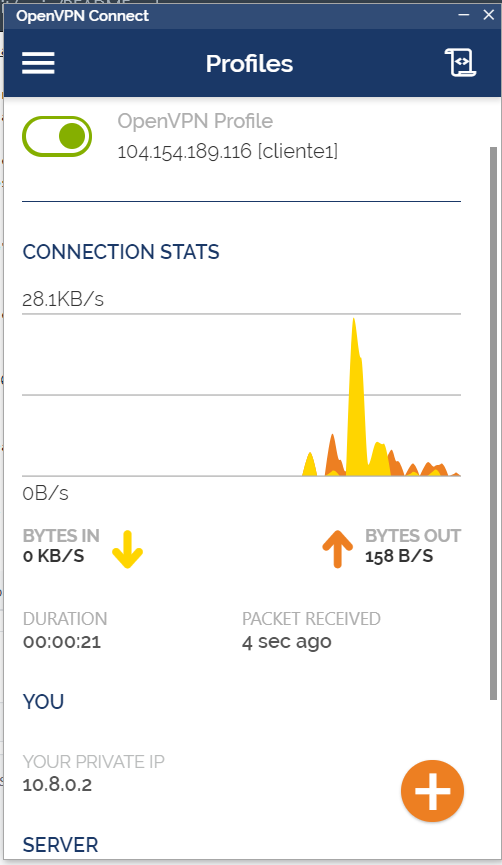 OpenVPN Connect
Profiles
OpenVPN Profile
104.154.189.116 [cliente1]
CONNECTION STATS
28.1KB/s
0B/s
BYTES IN
0 KB/S
BYTES OUT
158 B/S
DURATION
00:00:21
PACKET RECEIVED
4 sec ago
YOU
YOUR PRIVATE IP
10.8.0.2
SERVER